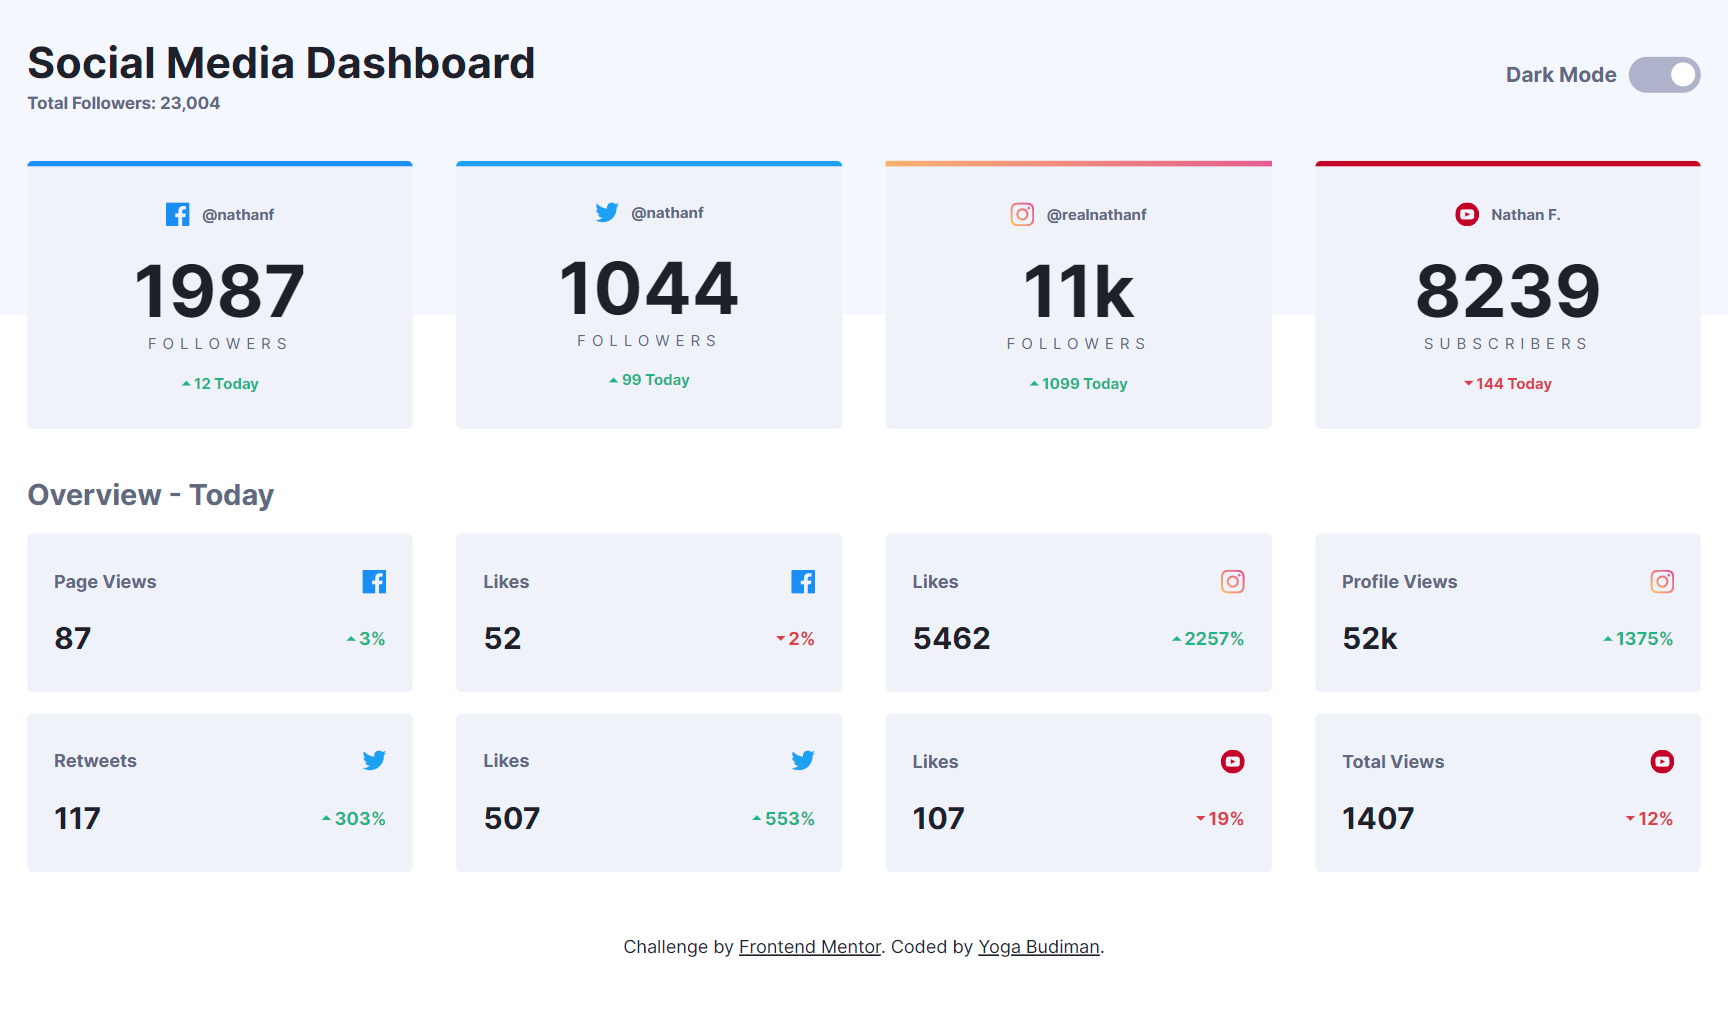 Social Media Dashboard
Total Followers: 23,004
Dark Mode
@nathanf
1987
FOLLOWERS
12 Today
@nathanf
1044
FOLLOWERS
99 Today
@realnathanf
11k
FOLLOWERS
1099 Today
Nathan F.
8239
SUBSCRIBERS
144 Today
Overview - Today
Page Views
87
3%
Likes
52
2%
Likes
5462
2257%
Profile Views
52k
1375%
Retweets
117
303%
Likes
507
553%
Likes
107
19%
Total Views
1407
12%
Challenge by Frontend Mentor. Coded by Yoga Budiman.